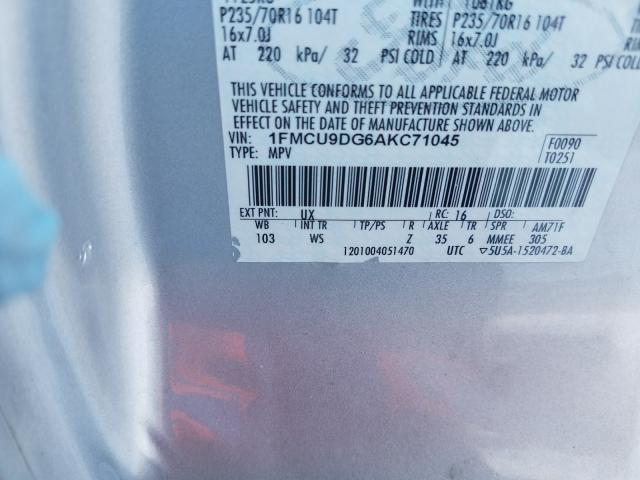 WITH
P235/70R16 104T TIRES P235/70R16 104T
16x7.0J RIMS 16x7.0J
AT 220 kPa/ 32 PSI COLD AT 220 kPa/ 32 PSI COLD
THIS VEHICLE CONFORMS TO ALL APPLICABLE FEDERAL MOTOR
VEHICLE SAFETY AND THEFT PREVENTION STANDARDS IN
EFFECT ON THE DATE OF MANUFACTURE SHOWN ABOVE.
VIN: 1FMCU9DG6AKC71045
TYPE: MPV
F0090
T0251
EXT PNT: UX RC: 16 DSO:
WB INT TR TP/PS R AXLE TR SPR AM71F
103 WS Z 35 6 MMEE 305
1201004051470 UTC ▽5U5A-1520472-BA